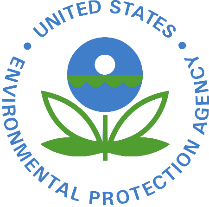 UNITED STATES
ENVIRONMENTAL PROTECTION AGENCY